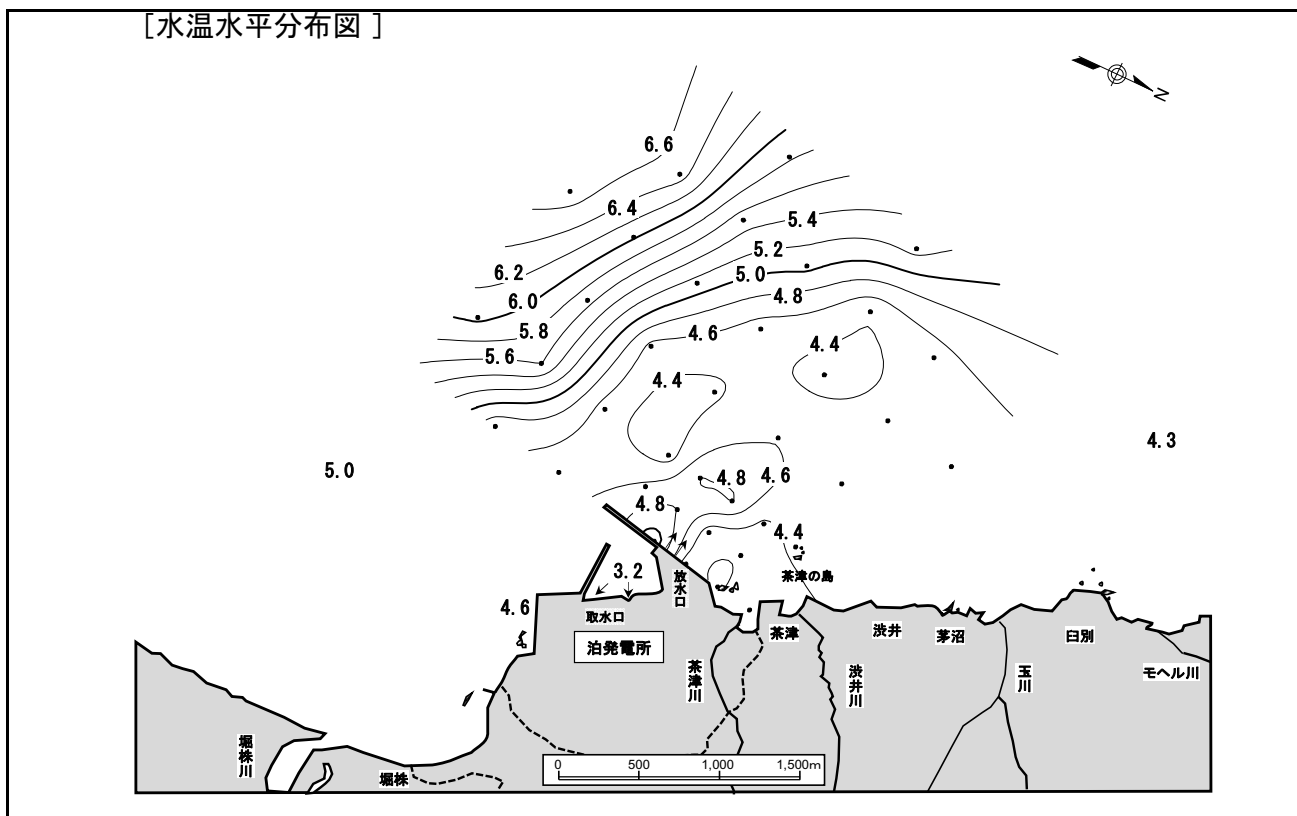 [水温水平分布図 ]
N
6.6
6.4
5.4
5.2
5.0
6.2
4.8
6.0
5.8
4.6
4.4
5.6
4.4
4.3
5.0
4.8
4.6
4.8
4.4
3.2
放水口
茶津の島
4.6
取水口
泊発電所
茶津
渋井
茅沼
臼別
茶津川
渋井川
玉川
モヘル川
堀株川
堀株
0 500 1,000 1,500m